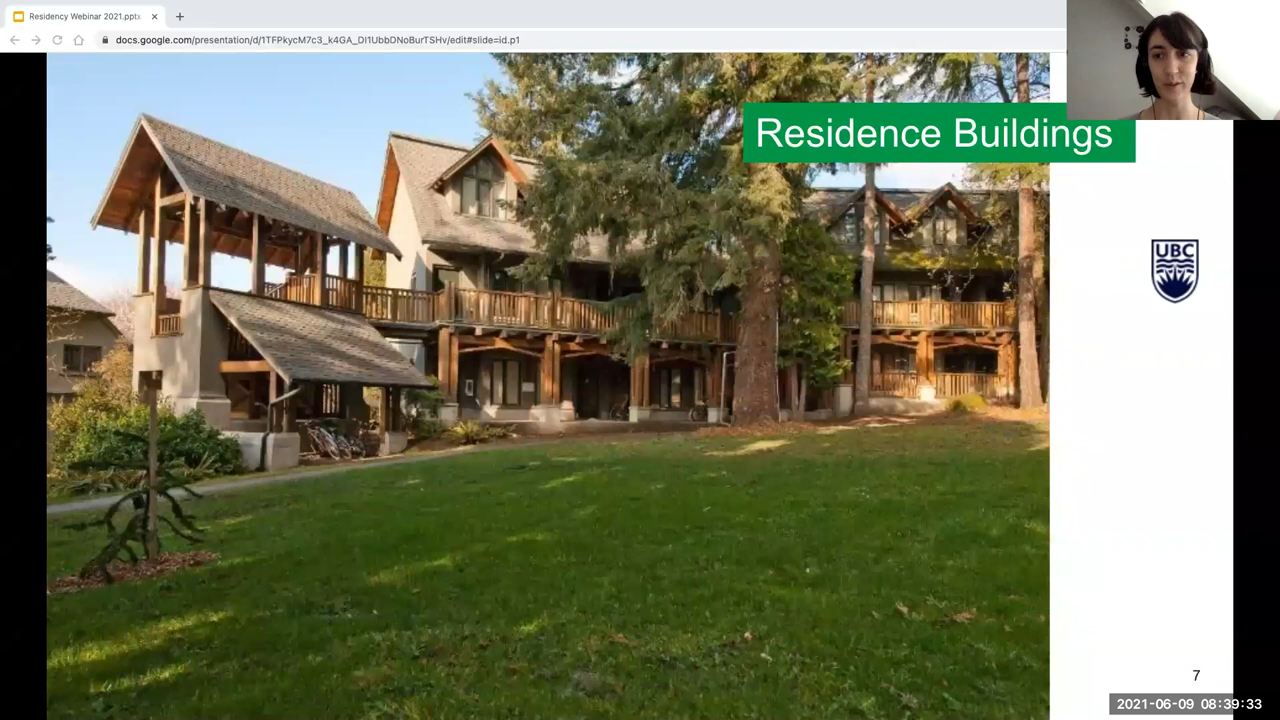 Residency Webinar 2021.pptx
docs.google.com/presentation/d/1TFPkycM7c3_k4GA_DI1UbbDNoBurTSHv/edit#slide=id.p1
Residence Buildings
UBC
7
2021-06-09 08:39:33